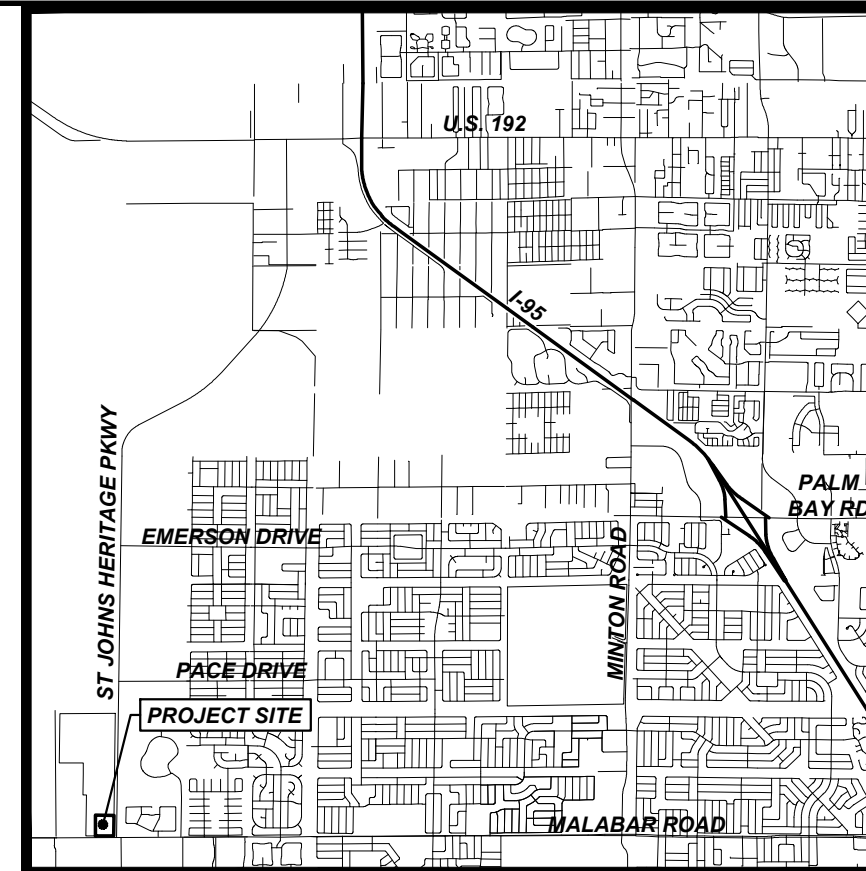 U.S. 192
I-95
ST JOHNS HERITAGE PKWY
PALM
BAY RD
EMERSON DRIVE
MINTON ROAD
PACE DRIVE
PROJECT SITE
MALABAR ROAD